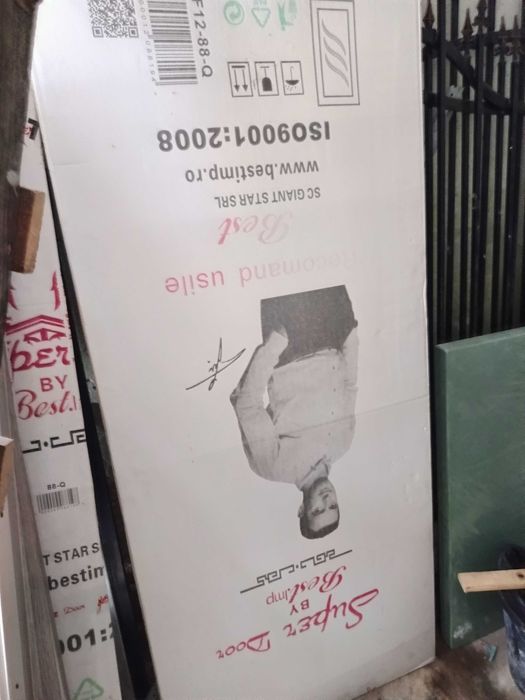 Super Door
BY
Best.imp
Recomand usile
Best
SC GIANT STAR SRL
www.bestimp.ro
ISO9001:2008
F12-88-Q
BY
Best.
88-Q
T STAR S
bestim
001:2